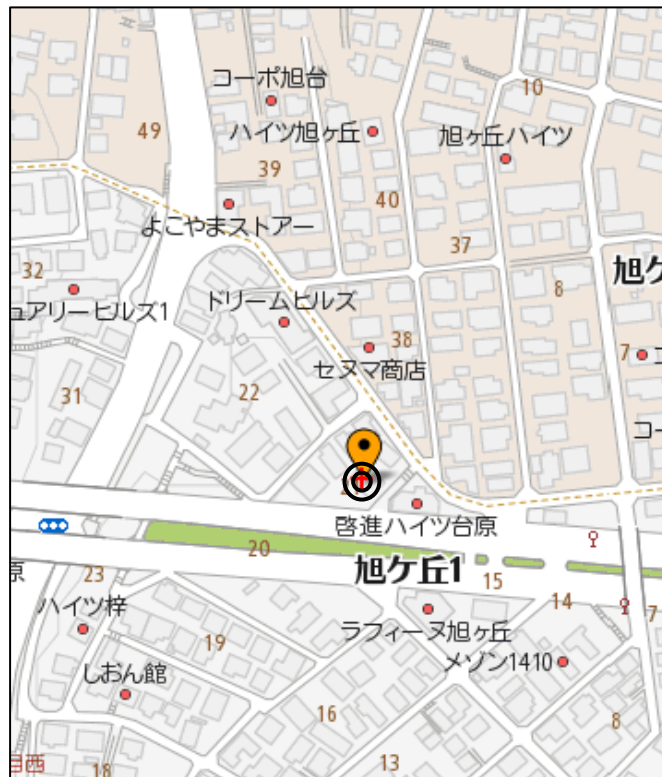 コーポ旭台
10
49
ハイツ旭ヶ丘
旭ヶ丘ハイツ
39
40
よこやまストアー
37
32
旭ケ
8
ュアリーヒルズ1
ドリームヒルズ
38
7
セヌマ商店
31
22
コー
啓進ハイツ台原
20
旭ケ丘1
原
23
15
14
ハイツ梓
7
ラフィーヌ旭ヶ丘
19
メゾン1410
しおん館
16
8
13
18